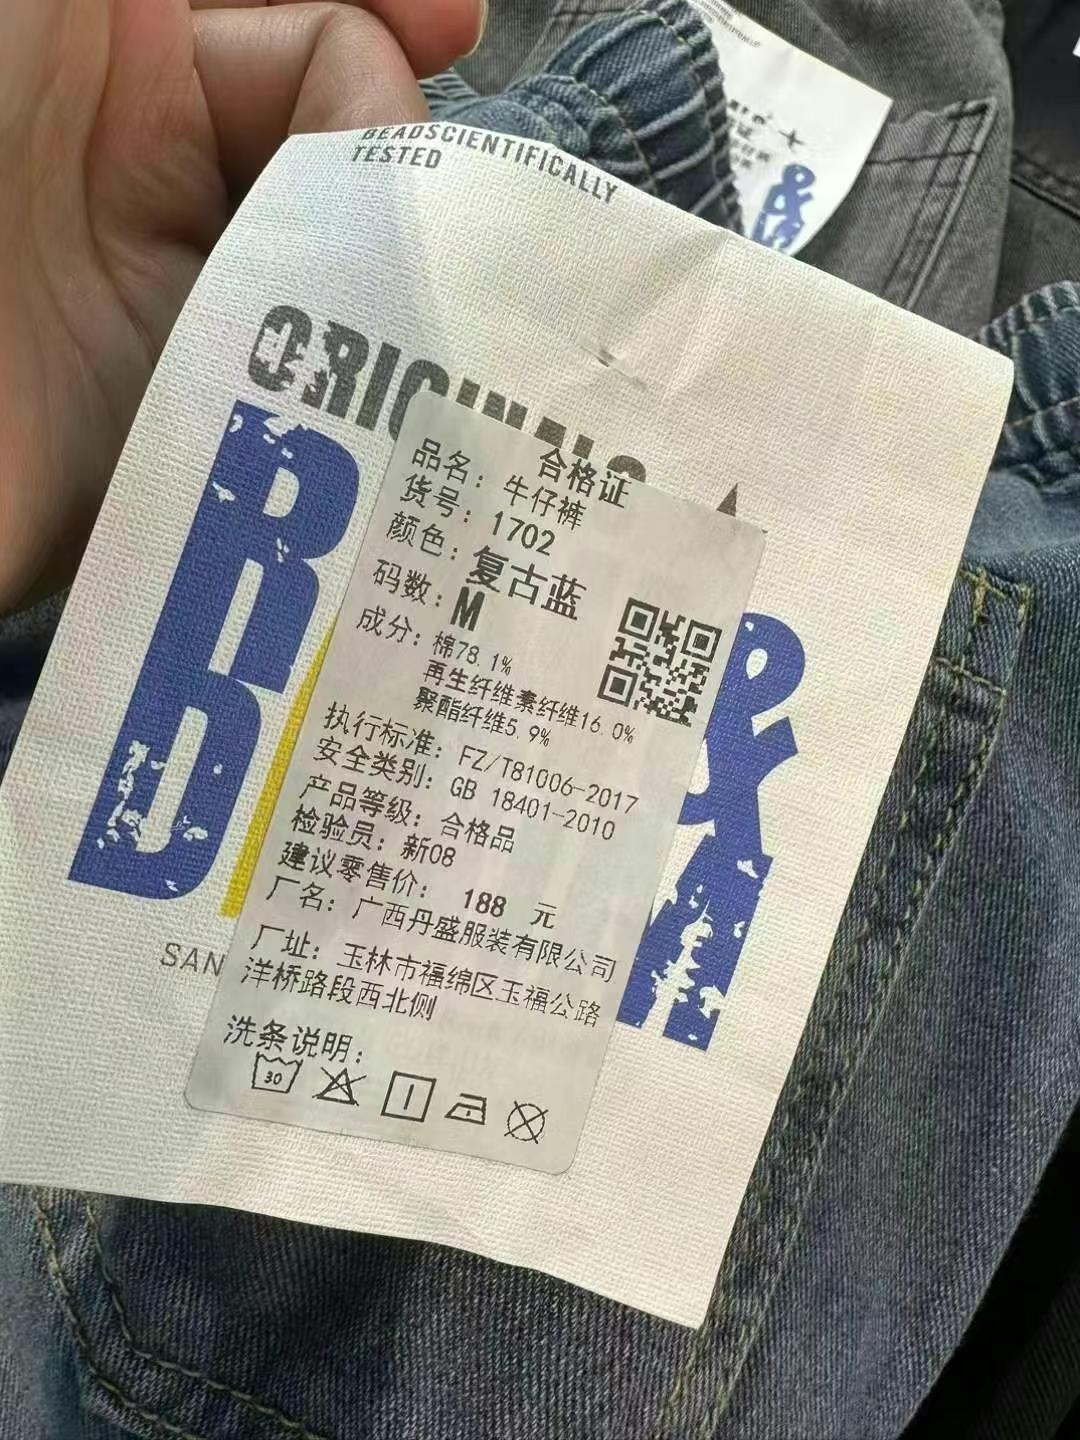 BEADSCIENTIFICALLY
TESTED
ORIGINALS
合格证
品名：牛仔裤
货号：1702
颜色：复古蓝
码数：M
成分：棉78.1%
再生纤维素纤维16.0%
聚酯纤维5.9%
执行标准：FZ/T81006-2017
安全类别：GB 18401-2010
产品等级：合格品
检验员：新08
建议零售价： 188 元
厂名：广西丹盛服装有限公司
厂址：玉林市福绵区玉福公路
洋桥路段西北侧
洗条说明：
30
SAN
&
&